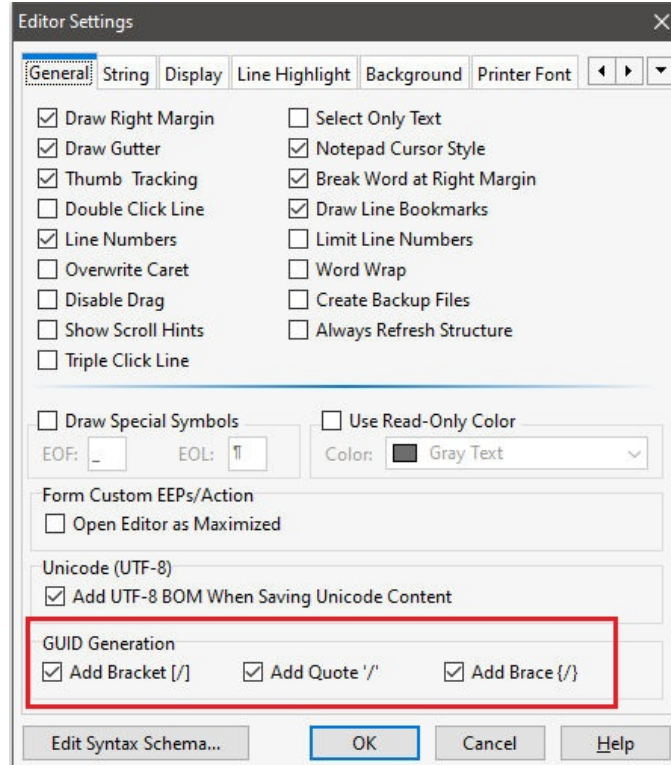 Editor Settings
General String Display Line Highlight Background Printer Font
Draw Right Margin
Draw Gutter
Thumb Tracking
Double Click Line
Line Numbers
Overwrite Caret
Disable Drag
Show Scroll Hints
Triple Click Line
Select Only Text
Notepad Cursor Style
Break Word at Right Margin
Draw Line Bookmarks
Limit Line Numbers
Word Wrap
Create Backup Files
Always Refresh Structure
Draw Special Symbols
EOF: _ EOL: ¶
Use Read-Only Color
Color: Gray Text
Form Custom EEPs/Action
Open Editor as Maximized
Unicode (UTF-8)
Add UTF-8 BOM When Saving Unicode Content
GUID Generation
Add Bracket [/] Add Quote '/' Add Brace {/}
Edit Syntax Schema... OK Cancel Help